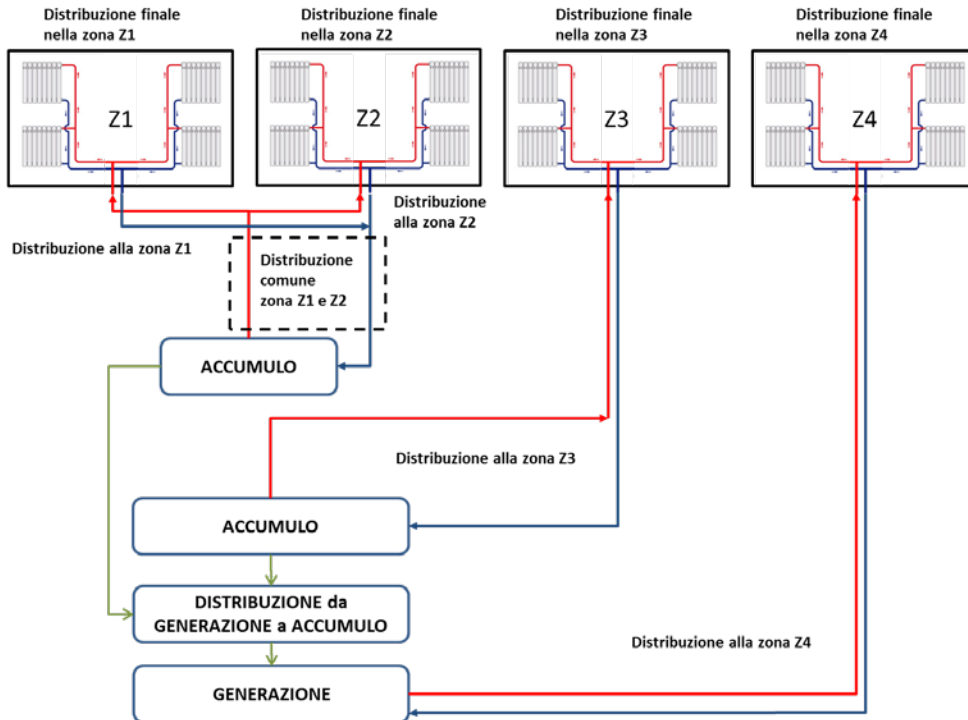 Distribuzione finale
nella zona Z1
Distribuzione finale
nella zona Z2
Distribuzione finale
nella zona Z3
Distribuzione finale
nella zona Z4
Z1
Z2
Z3
Z4
Distribuzione
alla zona Z2
Distribuzione alla zona Z1
Distribuzione
comune
zona Z1 e Z2
ACCUMULO
Distribuzione alla zona Z3
ACCUMULO
DISTRIBUZIONE da
GENERAZIONE a ACCUMULO
Distribuzione alla zona Z4
GENERAZIONE